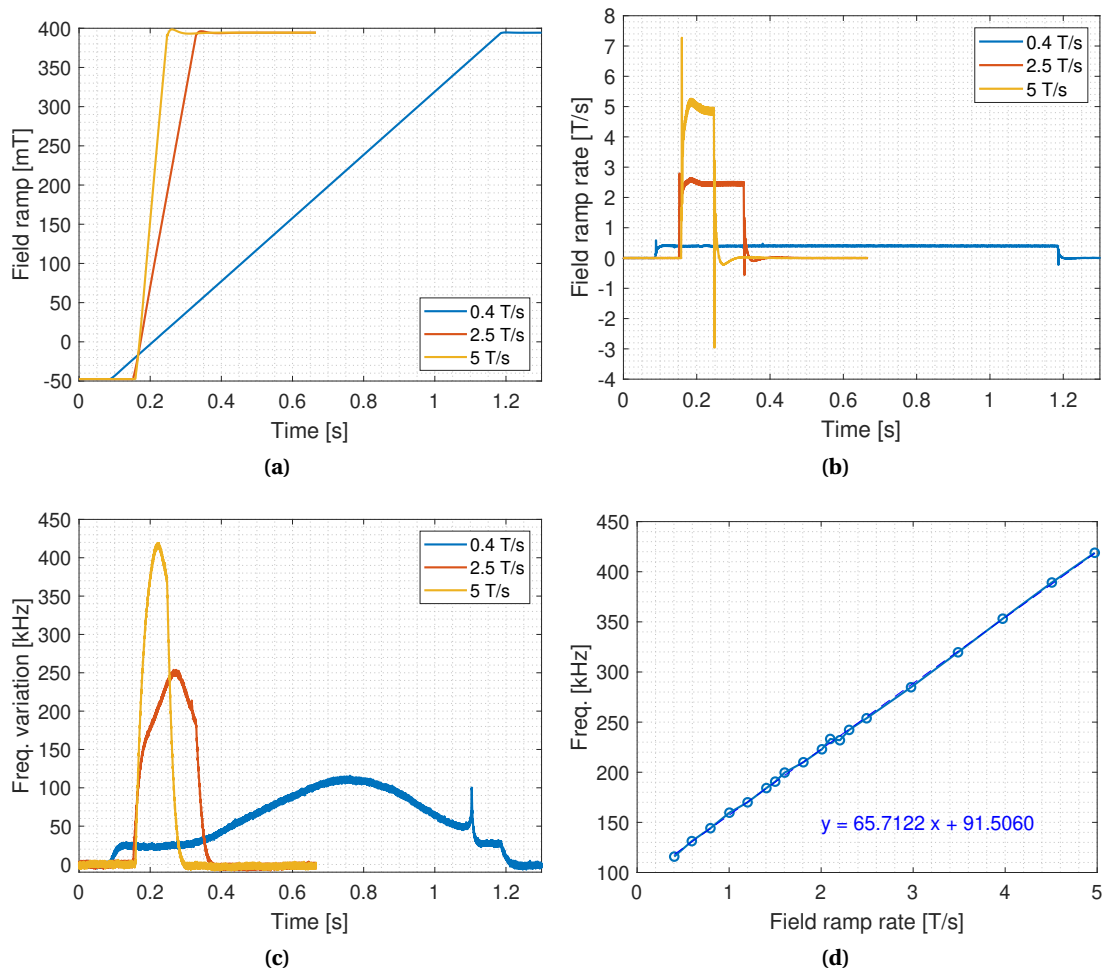 400
350
300
250
200
150
100
50
0
-50
0 0.2 0.4 0.6 0.8 1 1.2
Field ramp [mT]
Time [s]
0.4 T/s
2.5 T/s
5 T/s
(a)
8
7
6
5
4
3
2
1
0
-1
-2
-3
-4
0 0.2 0.4 0.6 0.8 1 1.2
Field ramp rate [T/s]
Time [s]
0.4 T/s
2.5 T/s
5 T/s
(b)
450
400
350
300
250
200
150
100
50
0
0 0.2 0.4 0.6 0.8 1 1.2
Freq. variation [kHz]
Time [s]
0.4 T/s
2.5 T/s
5 T/s
(c)
450
400
350
300
250
200
150
100
0 1 2 3 4 5
Freq. [kHz]
Field ramp rate [T/s]
y = 65.7122 x + 91.5060
(d)